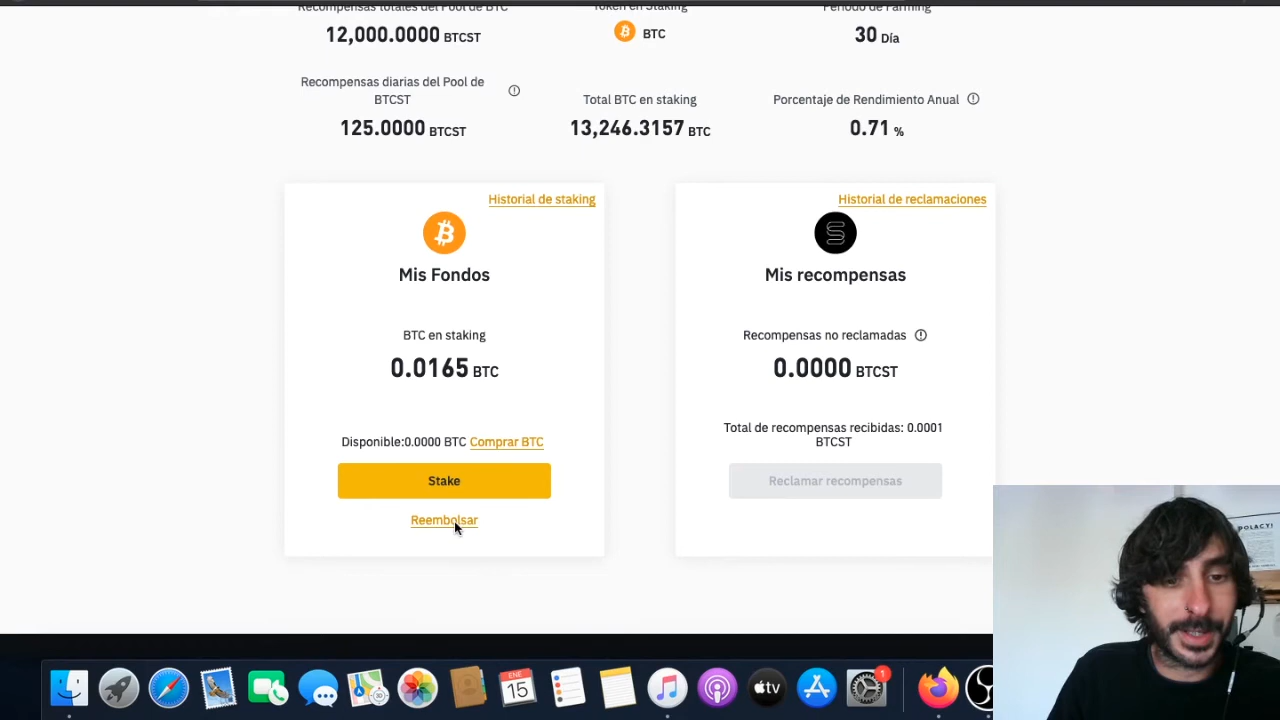 Recompensas totales del Pool de BTC
12,000.0000 BTCST
Token en Staking
BTC
Período de Farming
30 Día
Recompensas diarias del Pool de
BTCST
125.0000 BTCST
Total BTC en staking
13,246.3157 BTC
Porcentaje de Rendimiento Anual
0.71 %
Historial de staking
Mis Fondos
BTC en staking
0.0165 BTC
Disponible:0.0000 BTC Comprar BTC
Stake
Reembolsar
Historial de reclamaciones
Mis recompensas
Recompensas no reclamadas
0.0000 BTCST
Total de recompensas recibidas: 0.0001
BTCST
Reclamar recompensas
POLACY!
ENE
15
tv
1